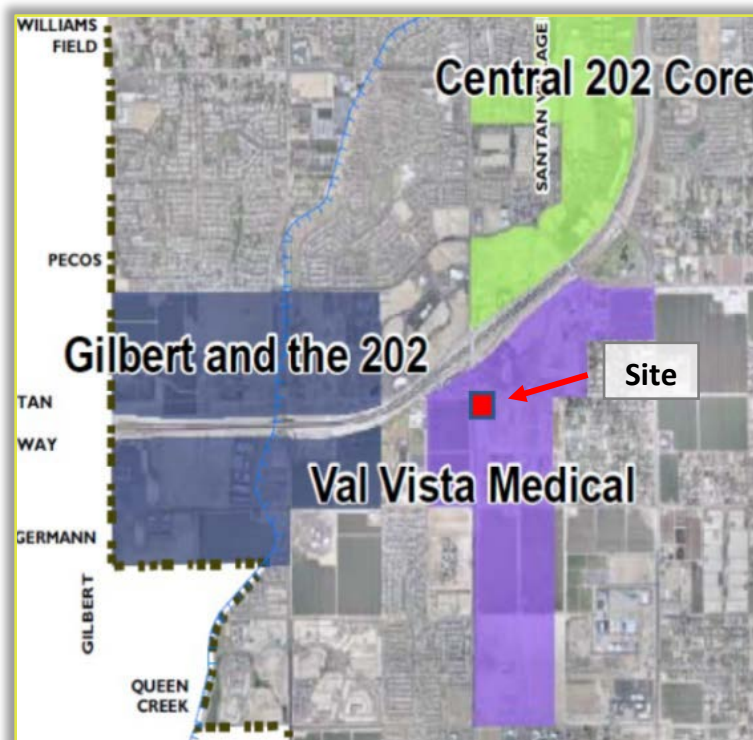 WILLIAMS
FIELD
Central 202 Core
SANTAN VILLAGE
PECOS
Gilbert and the 202
Site
TAN
WAY
Val Vista Medical
GERMANN
GILBERT
QUEEN
CREEK